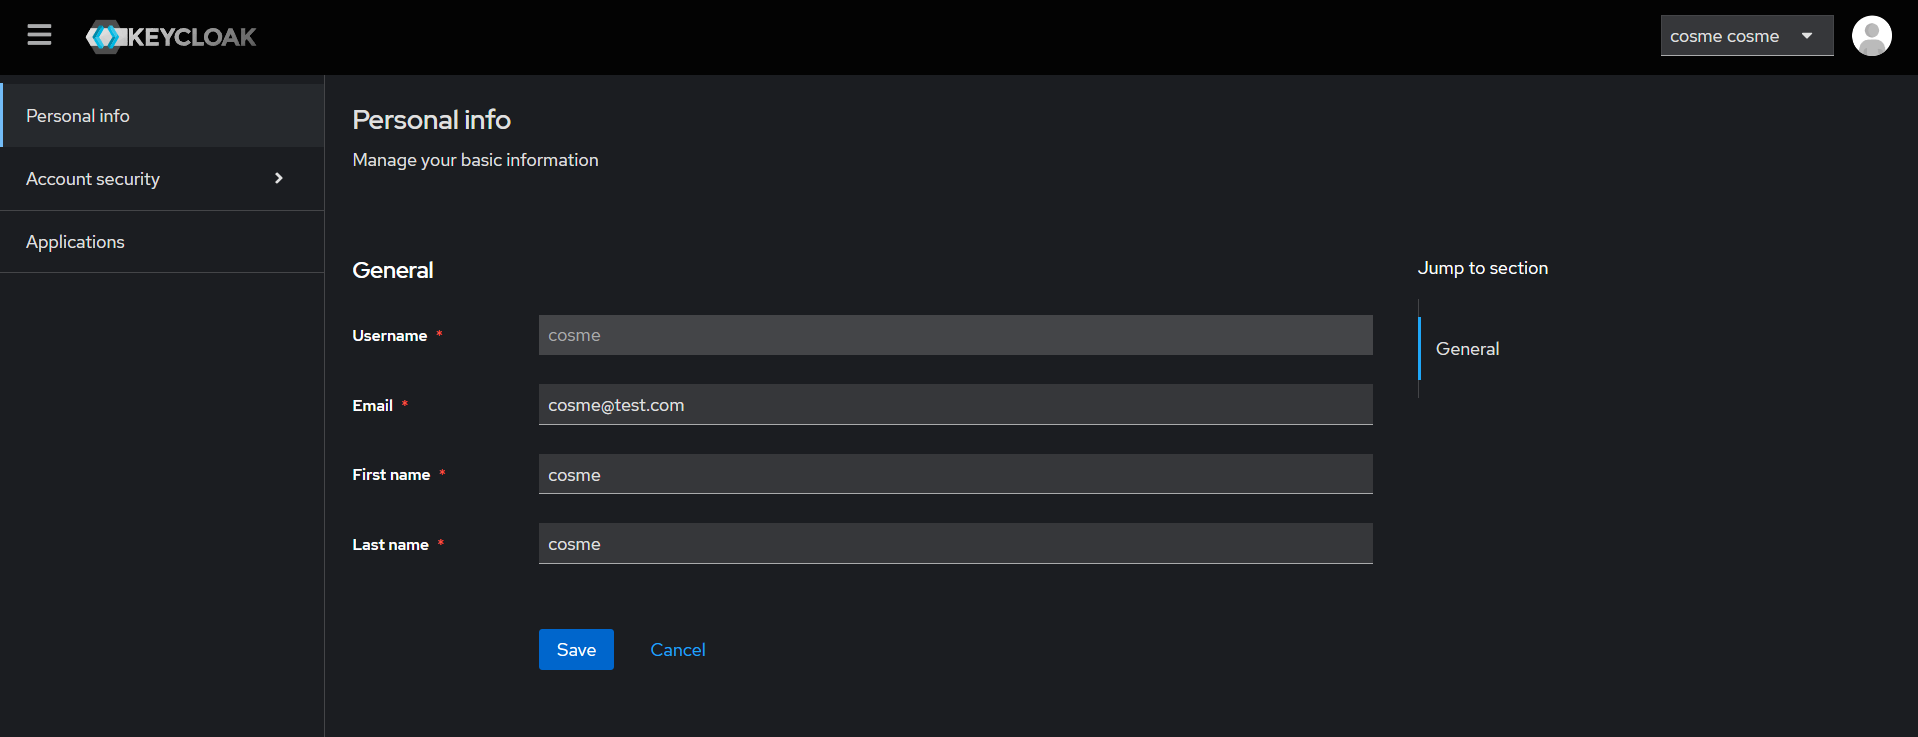 KEYCLOAK
cosme cosme
Personal info
Account security
Applications
Personal info
Manage your basic information
General
Username *
cosme
Email *
cosme@test.com
First name *
cosme
Last name *
cosme
Save
Cancel
Jump to section
General